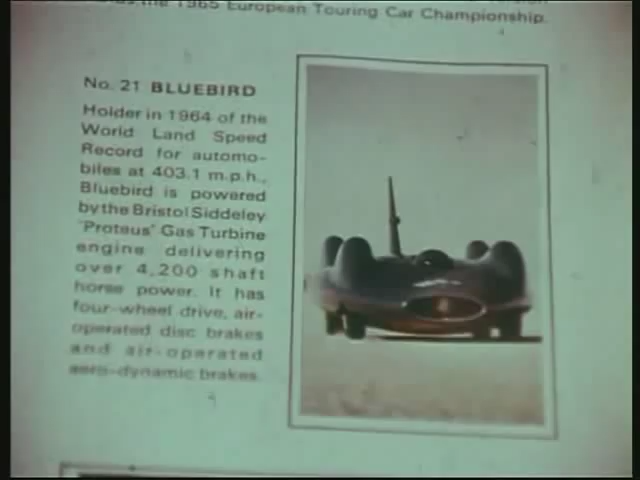 the 1965 European Touring Car Championship.
No. 21 BLUEBIRD
Holder in 1964 of the
World Land Speed
Record for automo-
biles at 403.1 m.p.h.,
Bluebird is powered
by the Bristol Siddeley
"Proteus" Gas Turbine
engine delivering
over 4,200 shaft
horse power. It has
four-wheel drive, air-
operated disc brakes
and air-operated
aero-dynamic brakes.